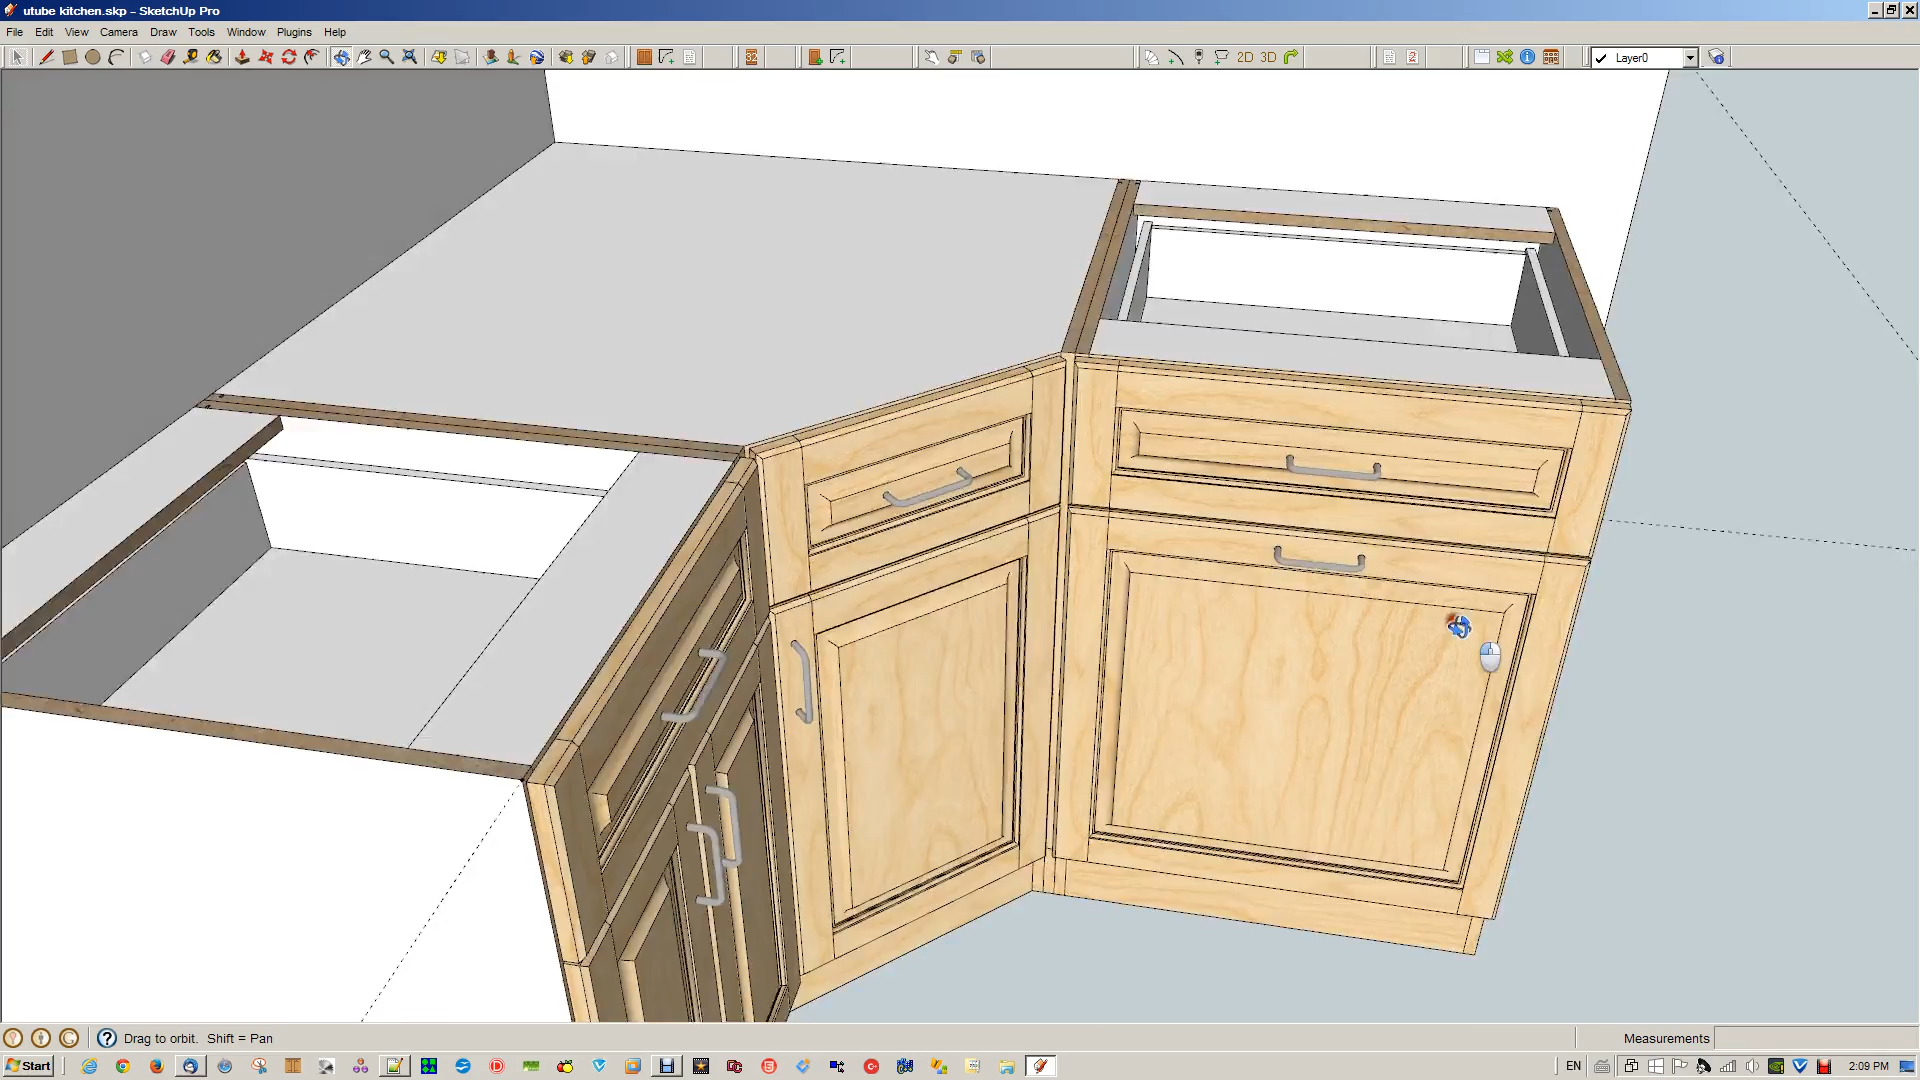 utube kitchen.skp - SketchUp Pro
File Edit View Camera Draw Tools Window Plugins Help
32 2D 3D Layer0
Drag to orbit. Shift = Pan
Measurements
Start EN 2:09 PM